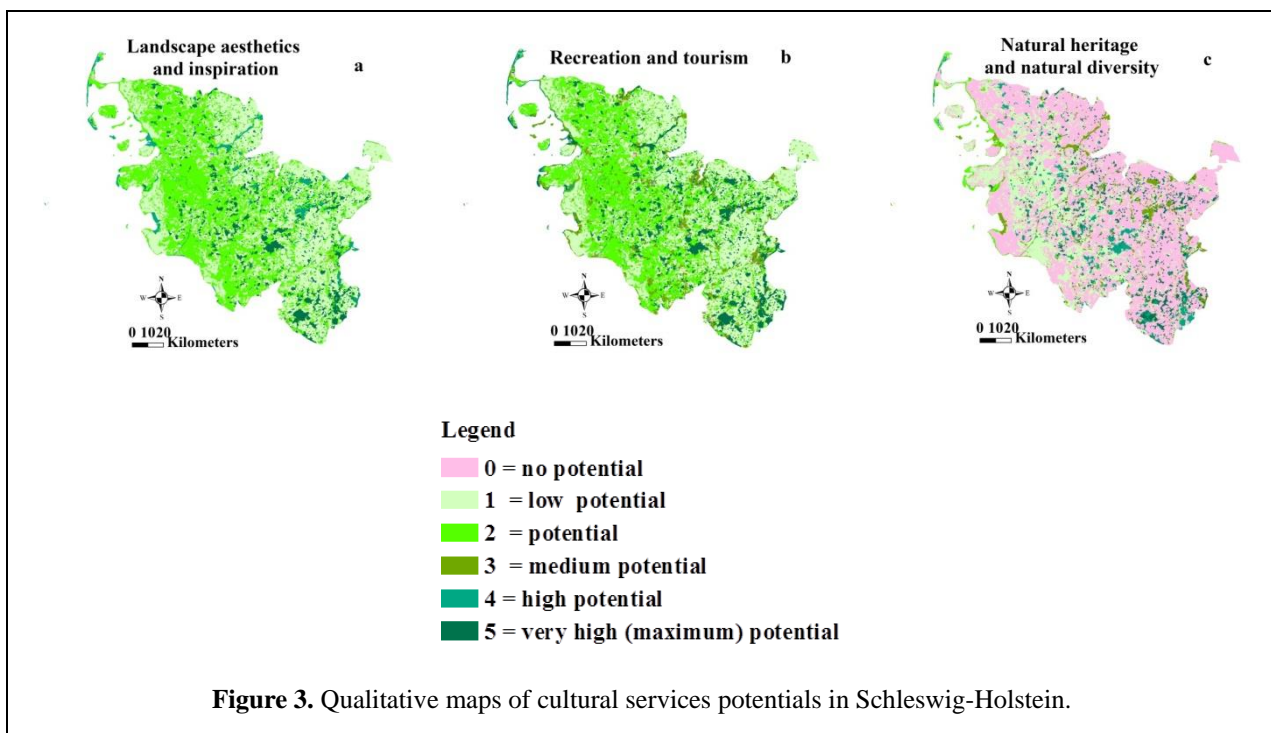 Landscape aesthetics
and inspiration
a
N
W E
S
0 1020
Kilometers
Recreation and tourism
b
N
W E
S
0 1020
Kilometers
Natural heritage
and natural diversity
c
N
W E
S
0 1020
Kilometers
Legend
0 = no potential
1 = low potential
2 = potential
3 = medium potential
4 = high potential
5 = very high (maximum) potential
Figure 3. Qualitative maps of cultural services potentials in Schleswig-Holstein.